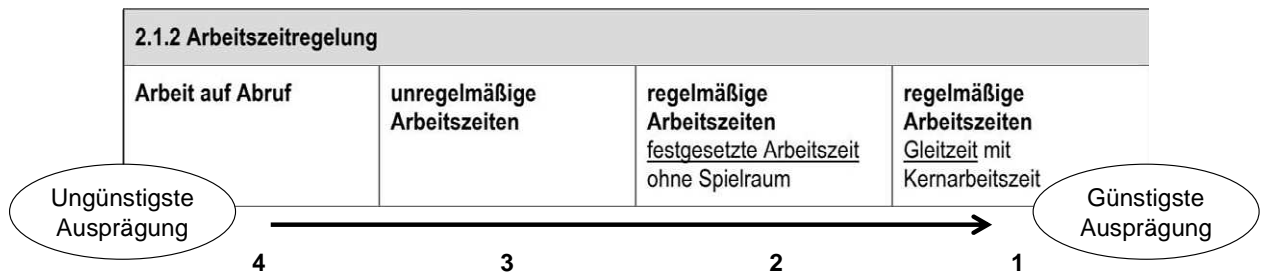 2.1.2 Arbeitszeitregelung
Arbeit auf Abruf
unregelmäßige
Arbeitszeiten
regelmäßige
Arbeitszeiten
festgesetzte Arbeitszeit
ohne Spielraum
regelmäßige
Arbeitszeiten
Gleitzeit mit
Kernarbeitszeit
Ungünstigste
Ausprägung
Günstigste
Ausprägung
4
3
2
1